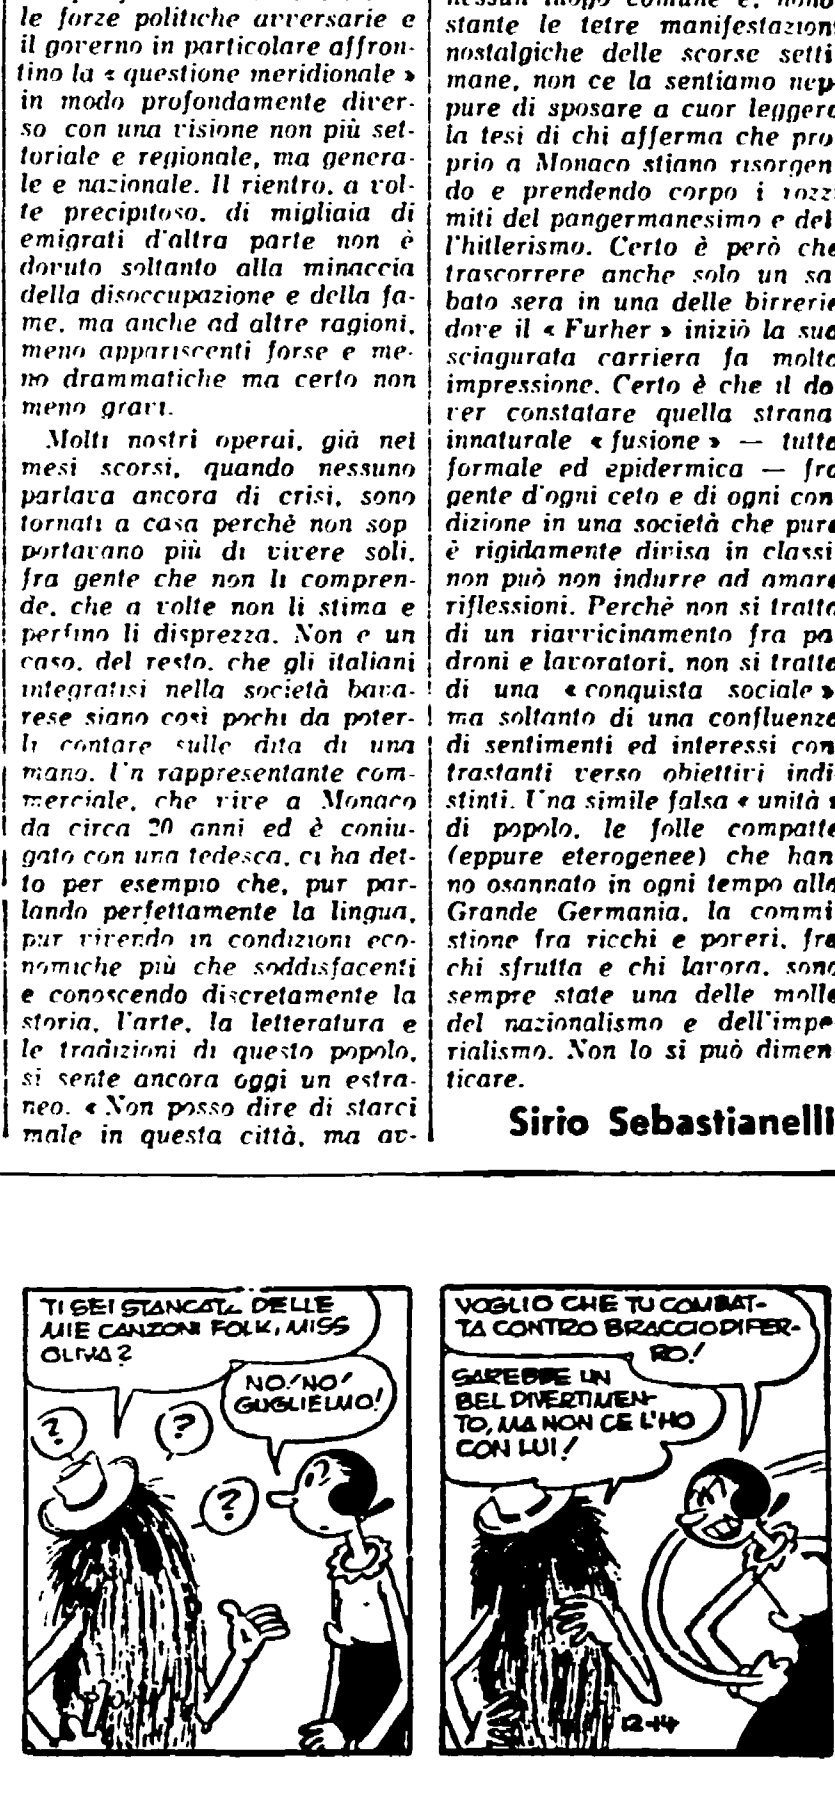 le forze politiche avversarie e
il governo in particolare affron-
tino la « questione meridionale »
in modo profondamente diver-
so con una visione non più set-
toriale e regionale, ma genera-
le e nazionale. Il rientro, a vol-
te precipitoso, di migliaia di
emigrati d'altra parte non è
dovuto soltanto alla minaccia
della disoccupazione e della fa-
me, ma anche ad altre ragioni,
meno appariscenti forse e me-
no drammatiche ma certo non
meno gravi.
Molti nostri operai, già nei
mesi scorsi, quando nessuno
parlava ancora di crisi, sono
tornati a casa perchè non sop
portavano più di vivere soli,
fra gente che non li compren-
de, che a volte non li stima e
perfino li disprezza. Non e un
caso, del resto, che gli italiani
integratisi nella società bava-
rese siano così pochi da poter-
li contare sulle dita di una
mano. Un rappresentante com-
merciale, che vive a Monaco
da circa 20 anni ed è coniu-
gato con una tedesca, ci ha det-
to per esempio che, pur par-
lando perfettamente la lingua,
pur vivendo in condizioni eco-
nomiche più che soddisfacenti
e conoscendo discretamente la
storia, l'arte, la letteratura e
le tradizioni di questo popolo,
si sente ancora oggi un estra-
neo. « Non posso dire di starci
male in questa città, ma av-
stante le tetre manifestazion
nostalgiche delle scorse setti
mane, non ce la sentiamo nep-
pure di sposare a cuor leggero
la tesi di chi afferma che pro
prio a Monaco stiano risorgen
do e prendendo corpo i rozzi
miti del pangermanesimo e del
l'hitlerismo. Certo è però che
trascorrere anche solo un sa
bato sera in una delle birrerie
dove il « Furher » iniziò la sua
sciagurata carriera fa molta
impressione. Certo è che il do
ver constatare quella strana
innaturale « fusione » — tutta
formale ed epidermica — fra
gente d'ogni ceto e di ogni con
dizione in una società che pure
è rigidamente divisa in classi
non può non indurre ad amare
riflessioni. Perchè non si tratta
di un riavvicinamento fra pa
droni e lavoratori, non si tratta
di una « conquista sociale »
ma soltanto di una confluenza
di sentimenti ed interessi con
trastanti verso obiettivi indi
stinti. Una simile falsa « unità »
di popolo, le folle compatte
(eppure eterogenee) che han
no osannato in ogni tempo alla
Grande Germania, la commi
stione fra ricchi e poveri, fra
chi sfrutta e chi lavora, sono
sempre state una delle molle
del nazionalismo e dell'impe
rialismo. Non lo si può dimen
ticare.
Sirio Sebastianelli
TI SEI STANCATA DELLE
MIE CANZONI FOLK, MISS
OLIVA?
NO! NO!
GUGLIELMO!
?
?
?
VOGLIO CHE TU COMBAT-
TA CONTRO BRACCIODIFER-
RO!
SAREBBE UN
BEL DIVERTIMEN-
TO, MA NON CE L'HO
CON LUI!
12-14